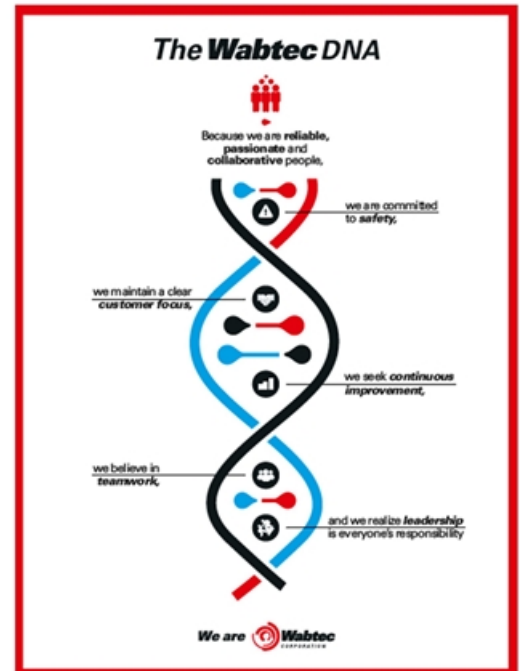 The Wabtec DNA
Because we are reliable,
passionate and
collaborative people,
we are committed
to safety,
we maintain a clear
customer focus,
we seek continuous
improvement,
we believe in
teamwork,
and we realize leadership
is everyone's responsibility
We are Wabtec
CORPORATION